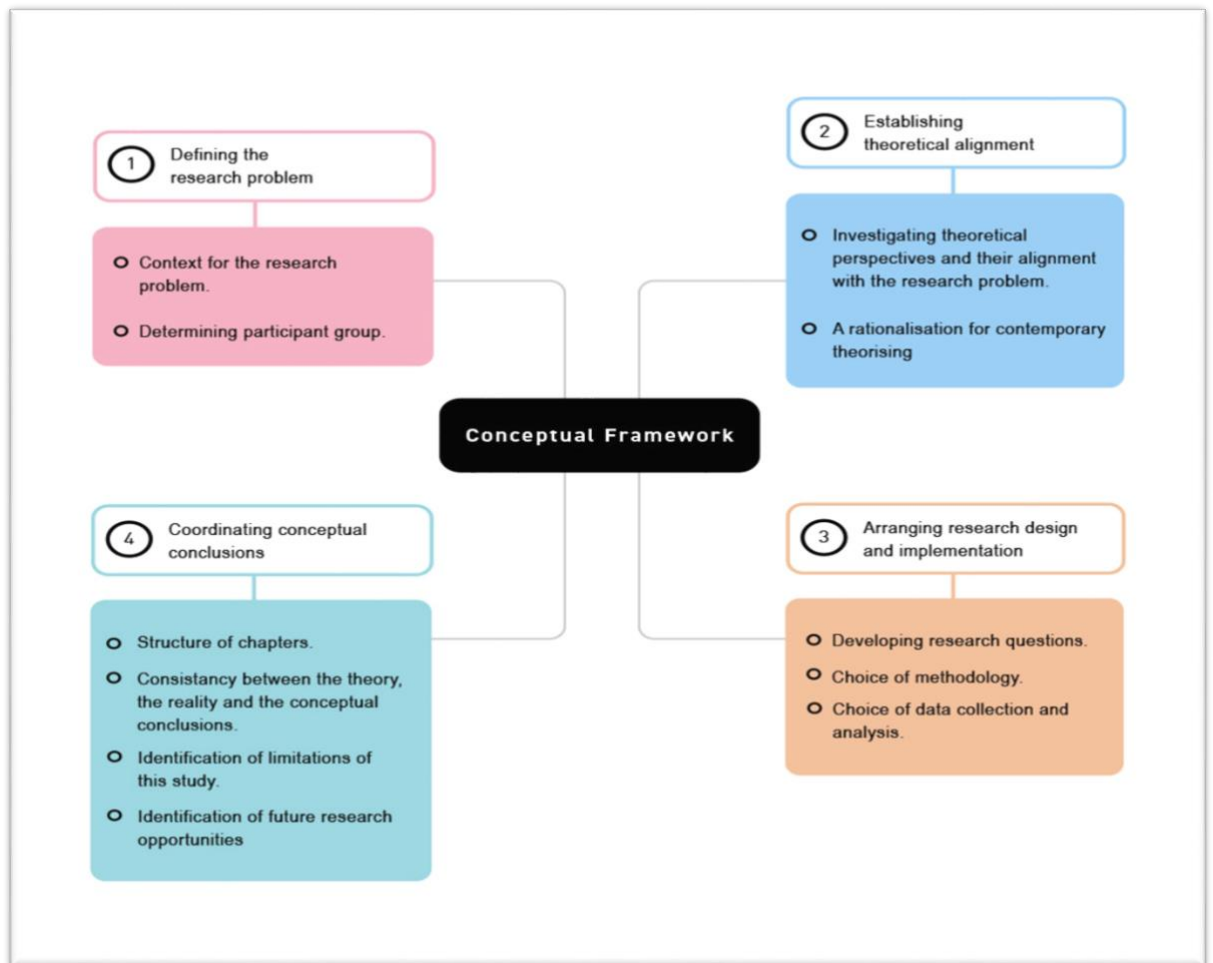 1
Defining the
research problem
Context for the research
problem.
Determining participant group.
2
Establishing
theoretical alignment
Investigating theoretical
perspectives and their alignment
with the research problem.
A rationalisation for contemporary
theorising
Conceptual Framework
3
Arranging research design
and implementation
Developing research questions.
Choice of methodology.
Choice of data collection and
analysis.
4
Coordinating conceptual
conclusions
Structure of chapters.
Consistancy between the theory,
the reality and the conceptual
conclusions.
Identification of limitations of
this study.
Identification of future research
opportunities